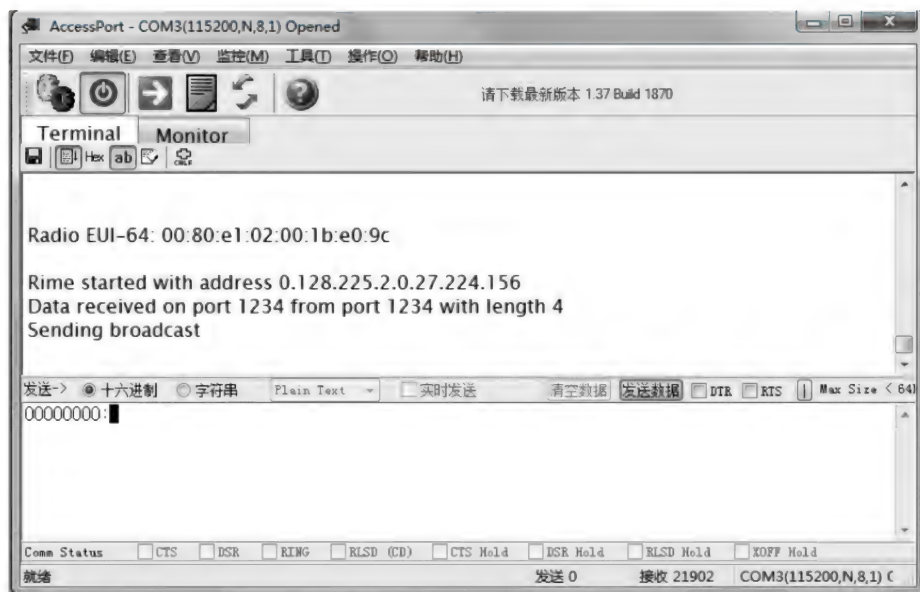 AccessPort - COM3(115200,N,8,1) Opened
文件(F) 编辑(E) 查看(V) 监控(M) 工具(T) 操作(O) 帮助(H)
请下载最新版本 1.37 Build 1870
Terminal Monitor
Hex ab
Radio EUI-64: 00:80:e1:02:00:1b:e0:9c
Rime started with address 0.128.225.2.0.27.224.156
Data received on port 1234 from port 1234 with length 4
Sending broadcast
发送-> 十六进制 字符串 Plain Text 实时发送 清空数据 发送数据 DTR RTS Max Size < 64
00000000:
Comm Status CTS DSR RING RLSD (CD) CTS Hold DSR Hold RLSD Hold XOFF Hold
就绪 发送 0 接收 21902 COM3(115200,N,8,1) C